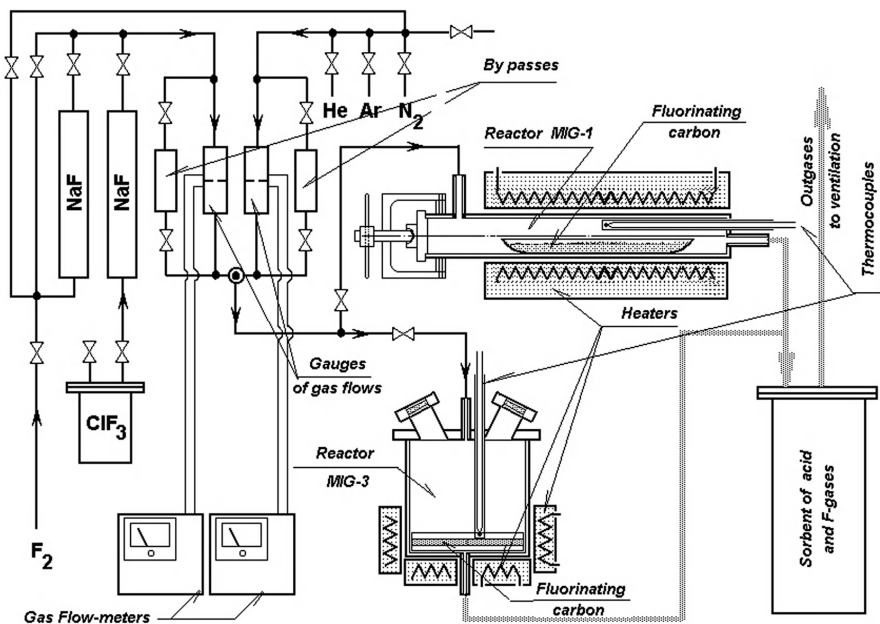 He
Ar
N2
By passes
Reactor MIG-1
Fluorinating
carbon
Outgases
to ventilation
NaF
NaF
Thermocouples
Heaters
Gauges
of gas flows
ClF3
Reactor
MIG-3
Sorbent of acid
and F-gases
F2
Fluorinating
carbon
Gas Flow-meters